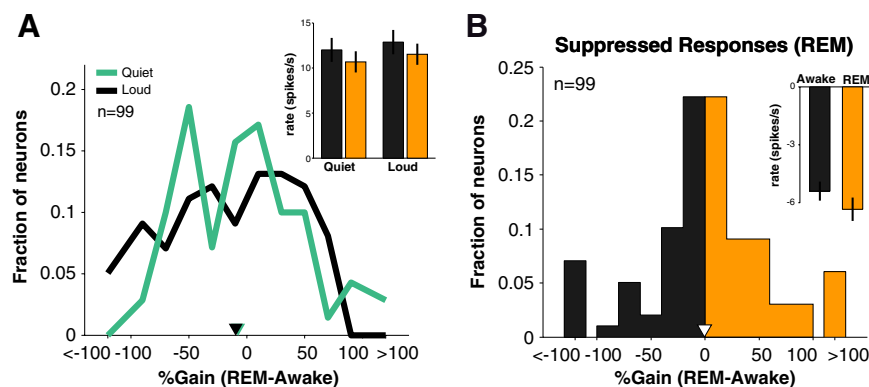 A
Quiet
Loud
n=99
Fraction of neurons
0.2
0.15
0.1
0.05
0
<-100 -100 -50 0 50 100 >100
%Gain (REM-Awake)
15
10
5
0
rate (spikes/s)
Quiet Loud
B
Suppressed Responses (REM)
n=99
Fraction of neurons
0.25
0.2
0.15
0.1
0.05
0
<-100 -50 0 50 100 >100
%Gain (REM-Awake)
Awake REM
0
-3
-6
rate (spikes/s)